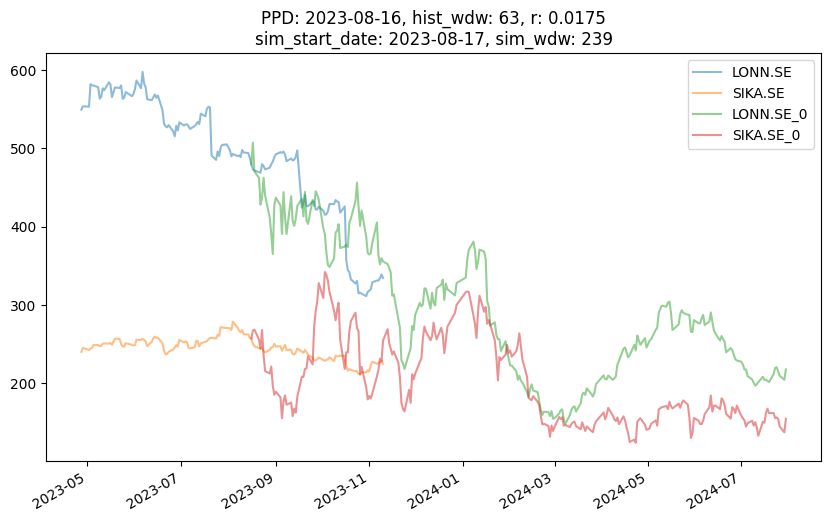 PPD: 2023-08-16, hist_wdw: 63, r: 0.0175
sim_start_date: 2023-08-17, sim_wdw: 239
LONN.SE
SIKA.SE
LONN.SE_0
SIKA.SE_0
600
500
400
300
200
2023-05
2023-07
2023-09
2023-11
2024-01
2024-03
2024-05
2024-07